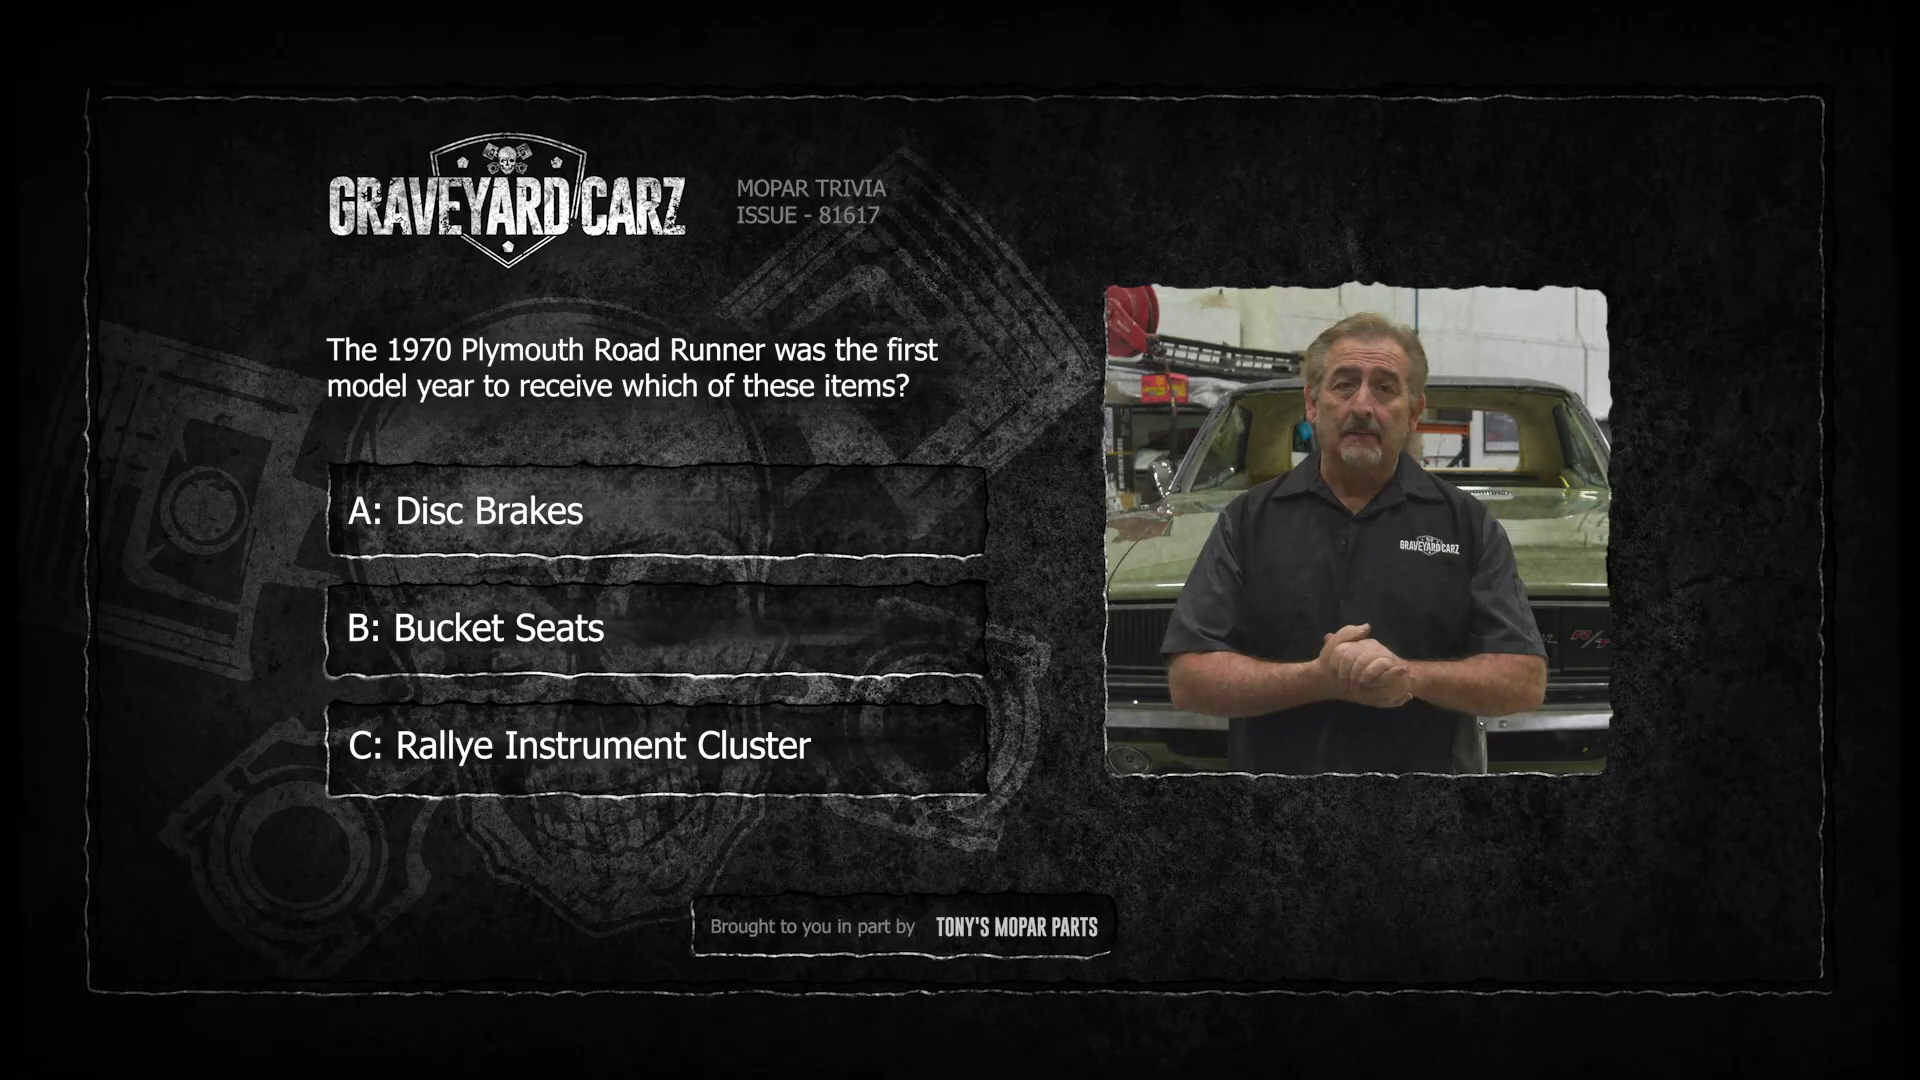 GRAVEYARD CARZ
MOPAR TRIVIA
ISSUE - 81617
The 1970 Plymouth Road Runner was the first
model year to receive which of these items?
A: Disc Brakes
B: Bucket Seats
C: Rallye Instrument Cluster
GRAVEYARD CARZ
R/T
Brought to you in part by TONY'S MOPAR PARTS